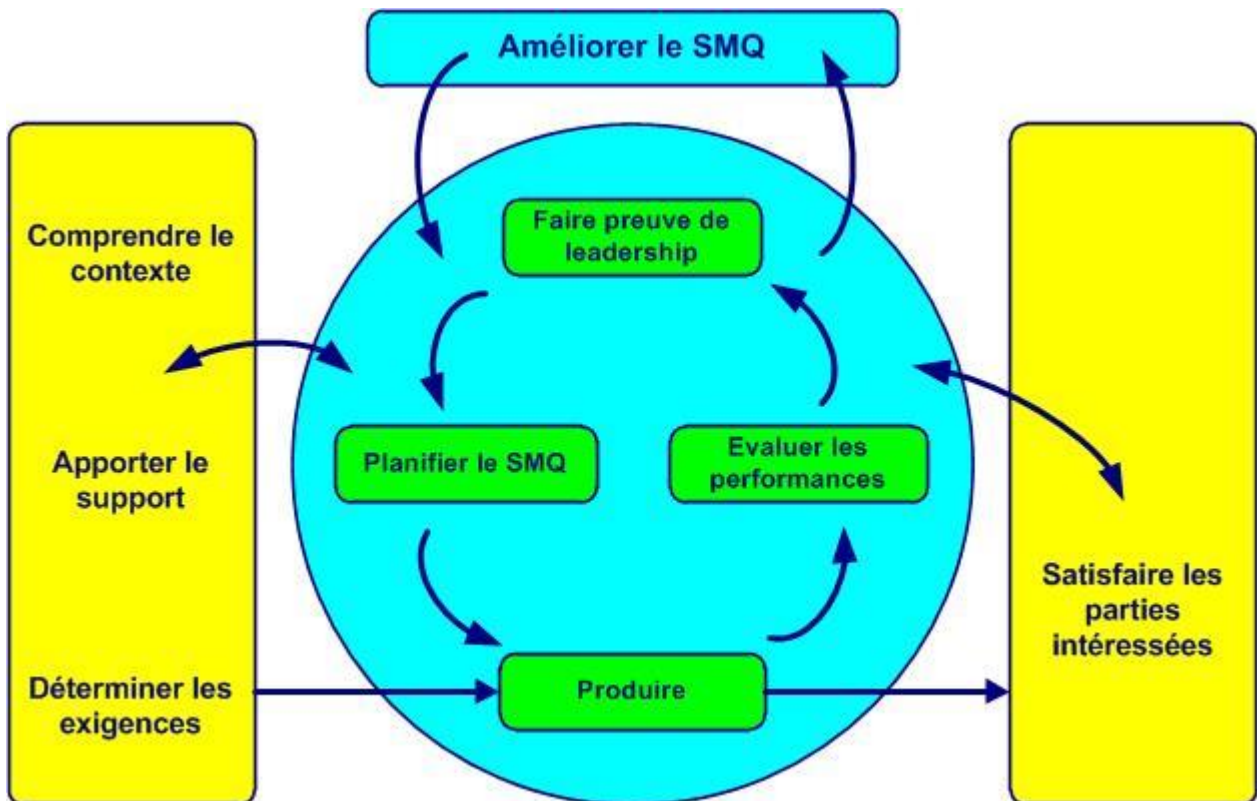 Améliorer le SMQ
Comprendre le
contexte
Apporter le
support
Déterminer les
exigences
Faire preuve de
leadership
Planifier le SMQ
Evaluer les
performances
Produire
Satisfaire les
parties
intéressées